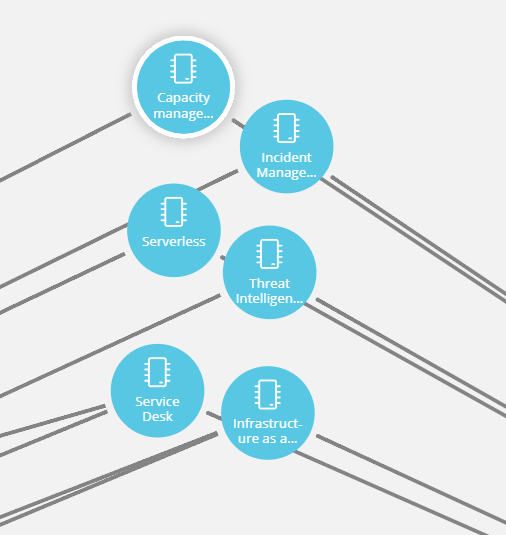 Capacity
manage...
Incident
Manage...
Serverless
Threat
Intelligen...
Service
Desk
Infrastruct-
ure as a...